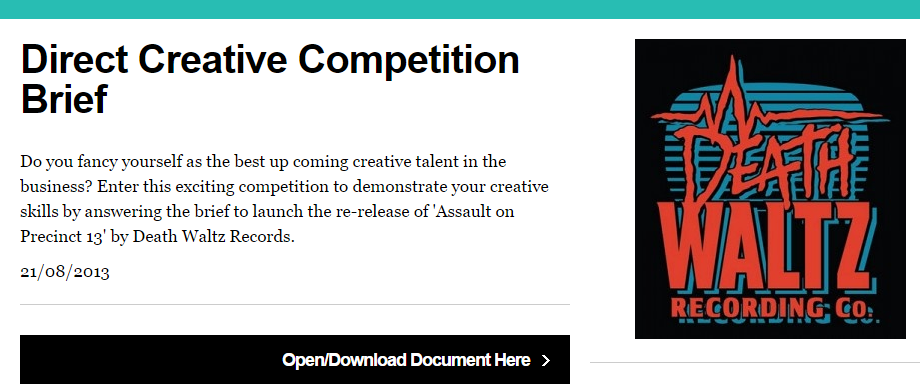 Direct Creative Competition
Brief
Do you fancy yourself as the best up coming creative talent in the
business? Enter this exciting competition to demonstrate your creative
skills by answering the brief to launch the re-release of 'Assault on
Precinct 13' by Death Waltz Records.
21/08/2013
Open/Download Document Here
DEATH
WALTZ
RECORDING CO.